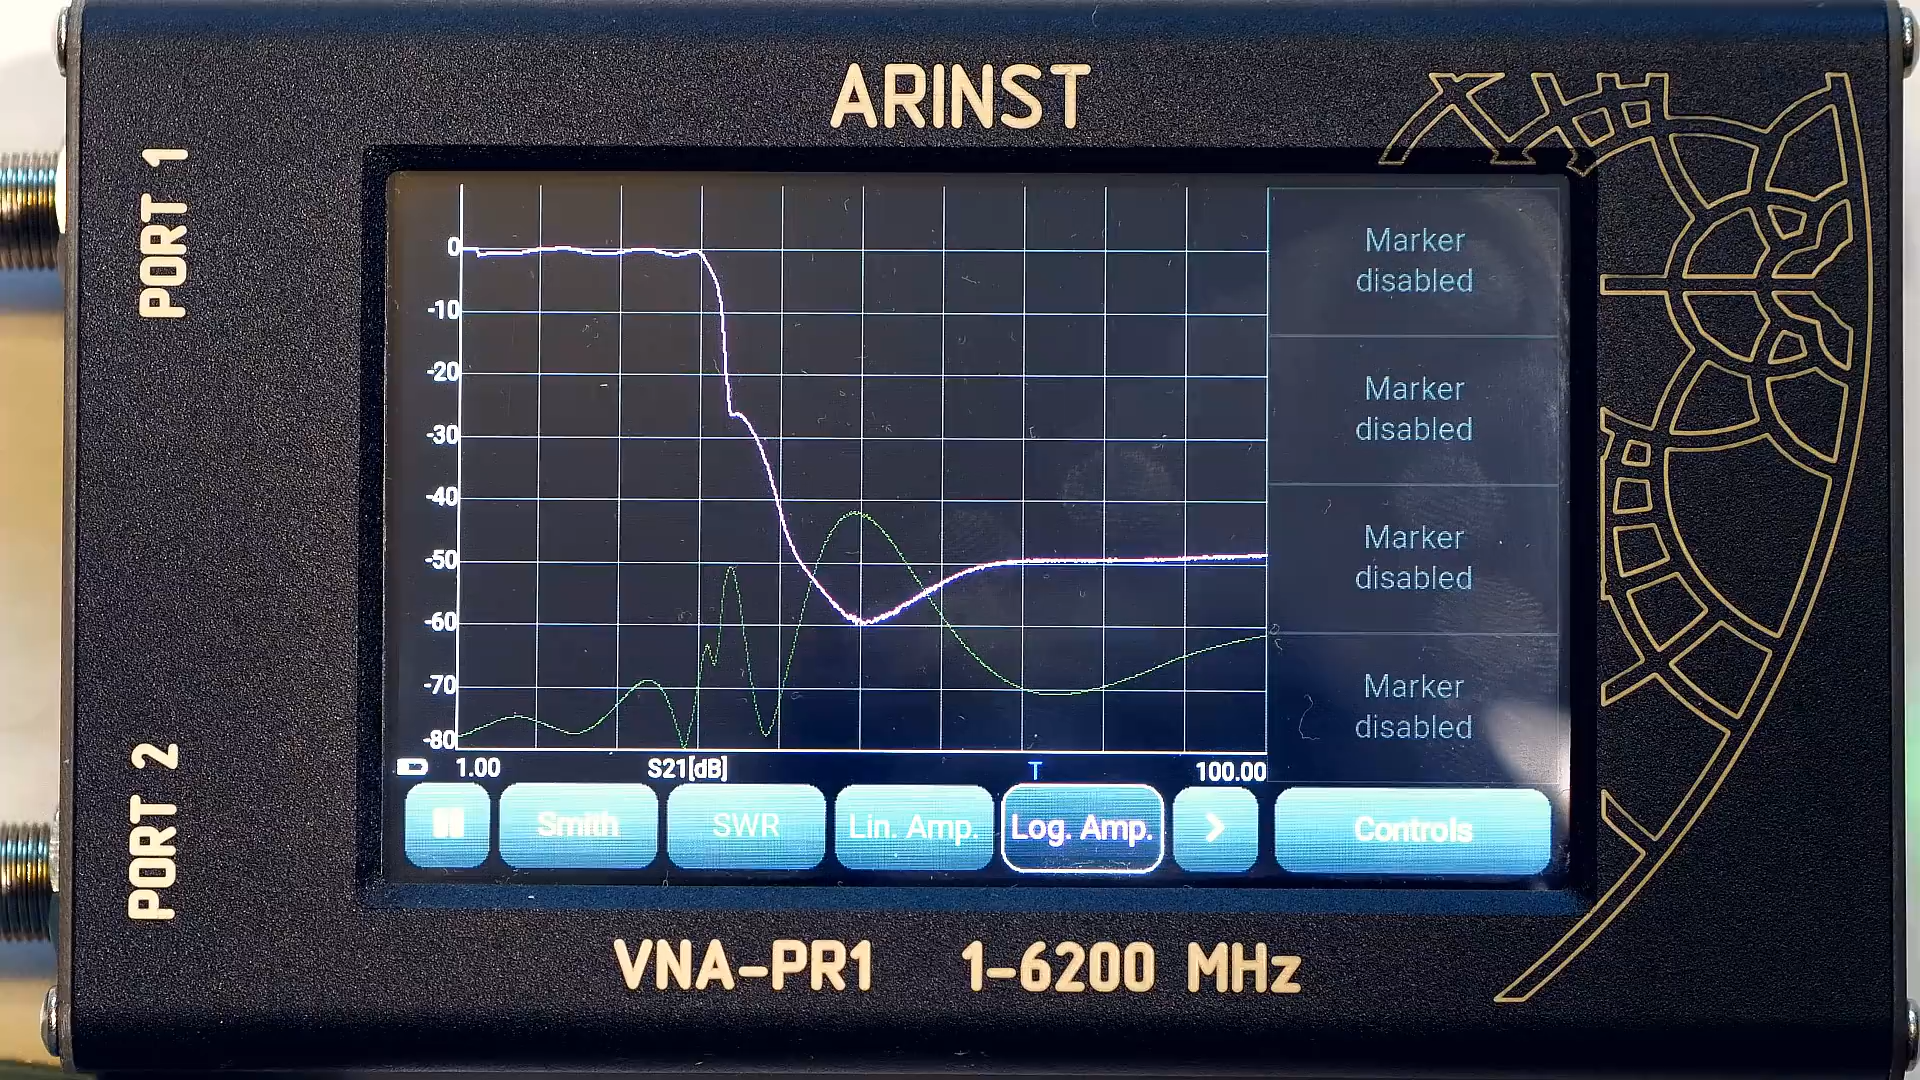 ARINST
PORT 1
PORT 2
0
-10
-20
-30
-40
-50
-60
-70
-80
1.00
S21[dB]
T
100.00
Marker
disabled
Marker
disabled
Marker
disabled
Marker
disabled
Smith
SWR
Lin. Amp.
Log. Amp.
>
Controls
VNA-PR1 1-6200 MHz